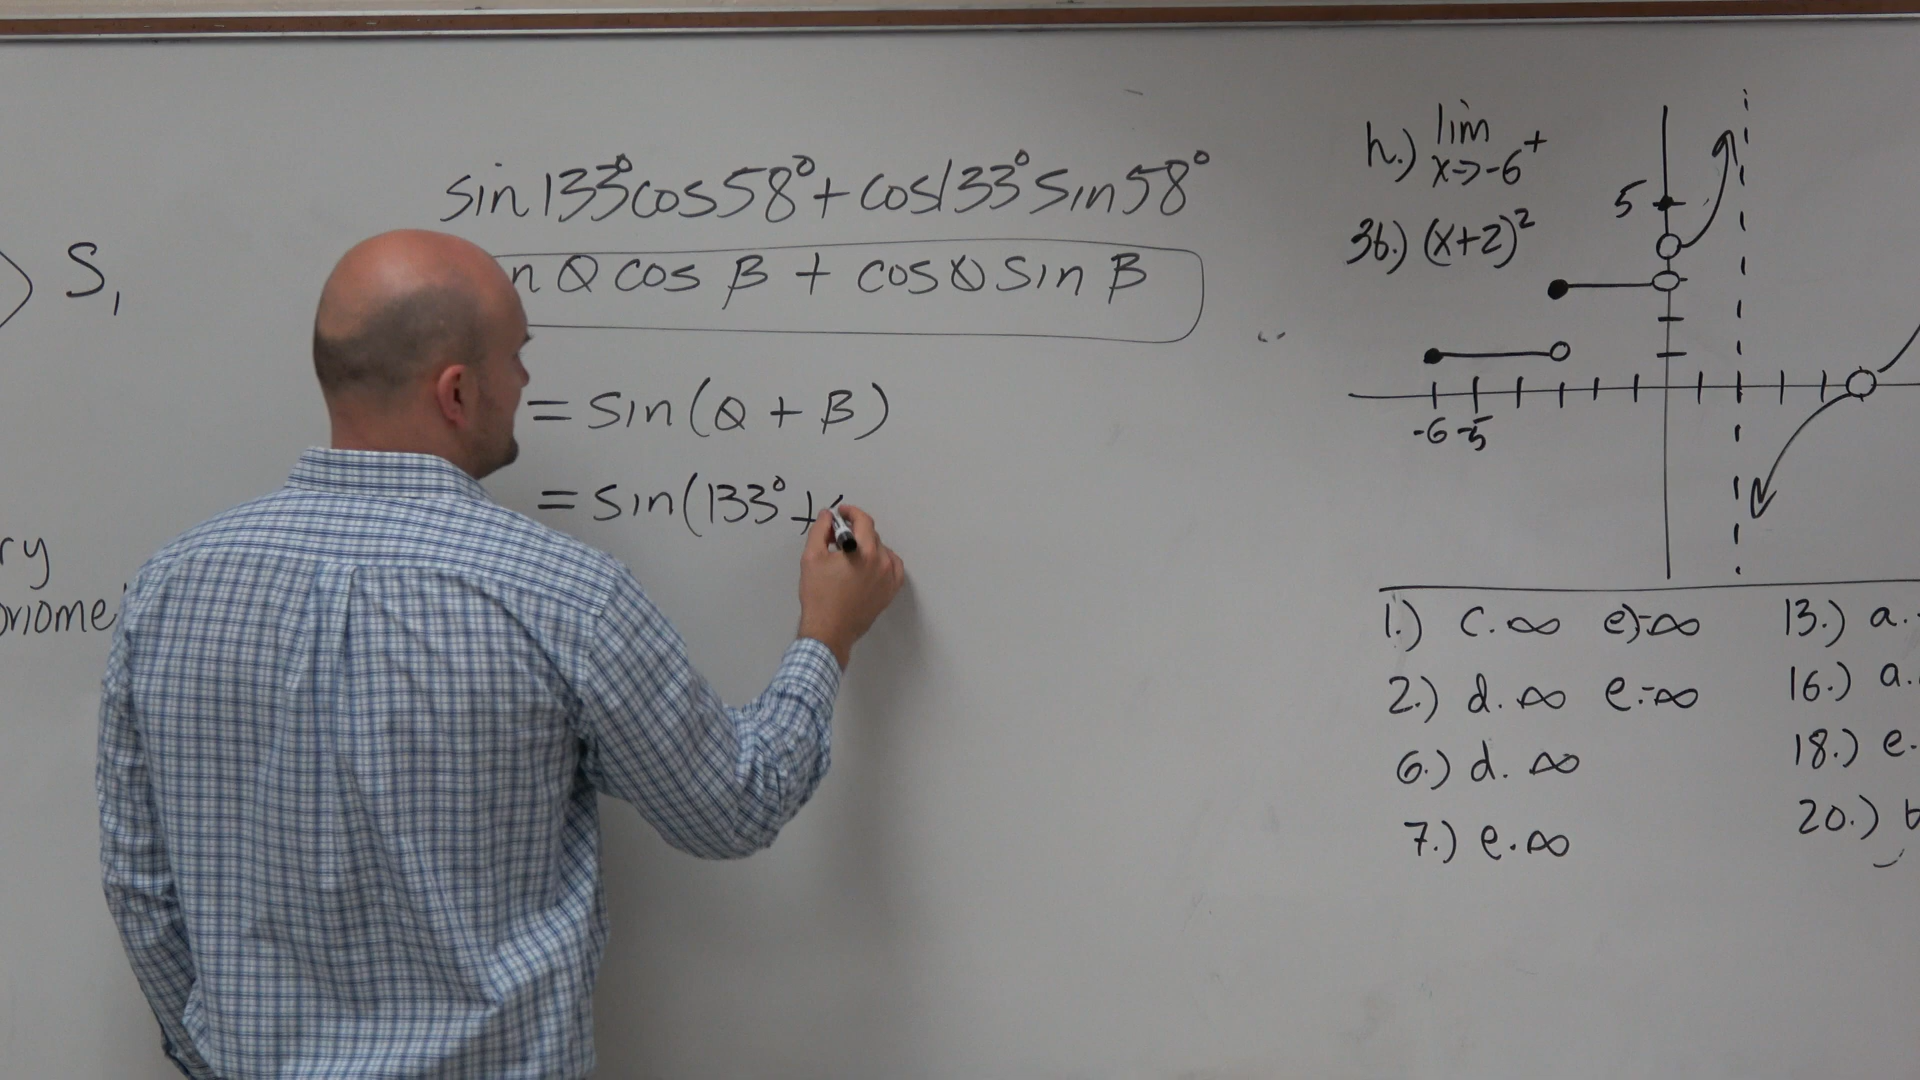 sin133°cos58°+cos133°sin58°
n θ cos β + cos θ sin β
= sin(θ + β)
= sin(133° +
S,
ry
h.) lim x->-6⁺
36.) (x+2)²
5
-6 -5
1.) c. ∞ e) -∞
2.) d. ∞ e. -∞
6.) d. ∞
7.) e. ∞
13.) a.
16.) a.
18.) e.
20.)